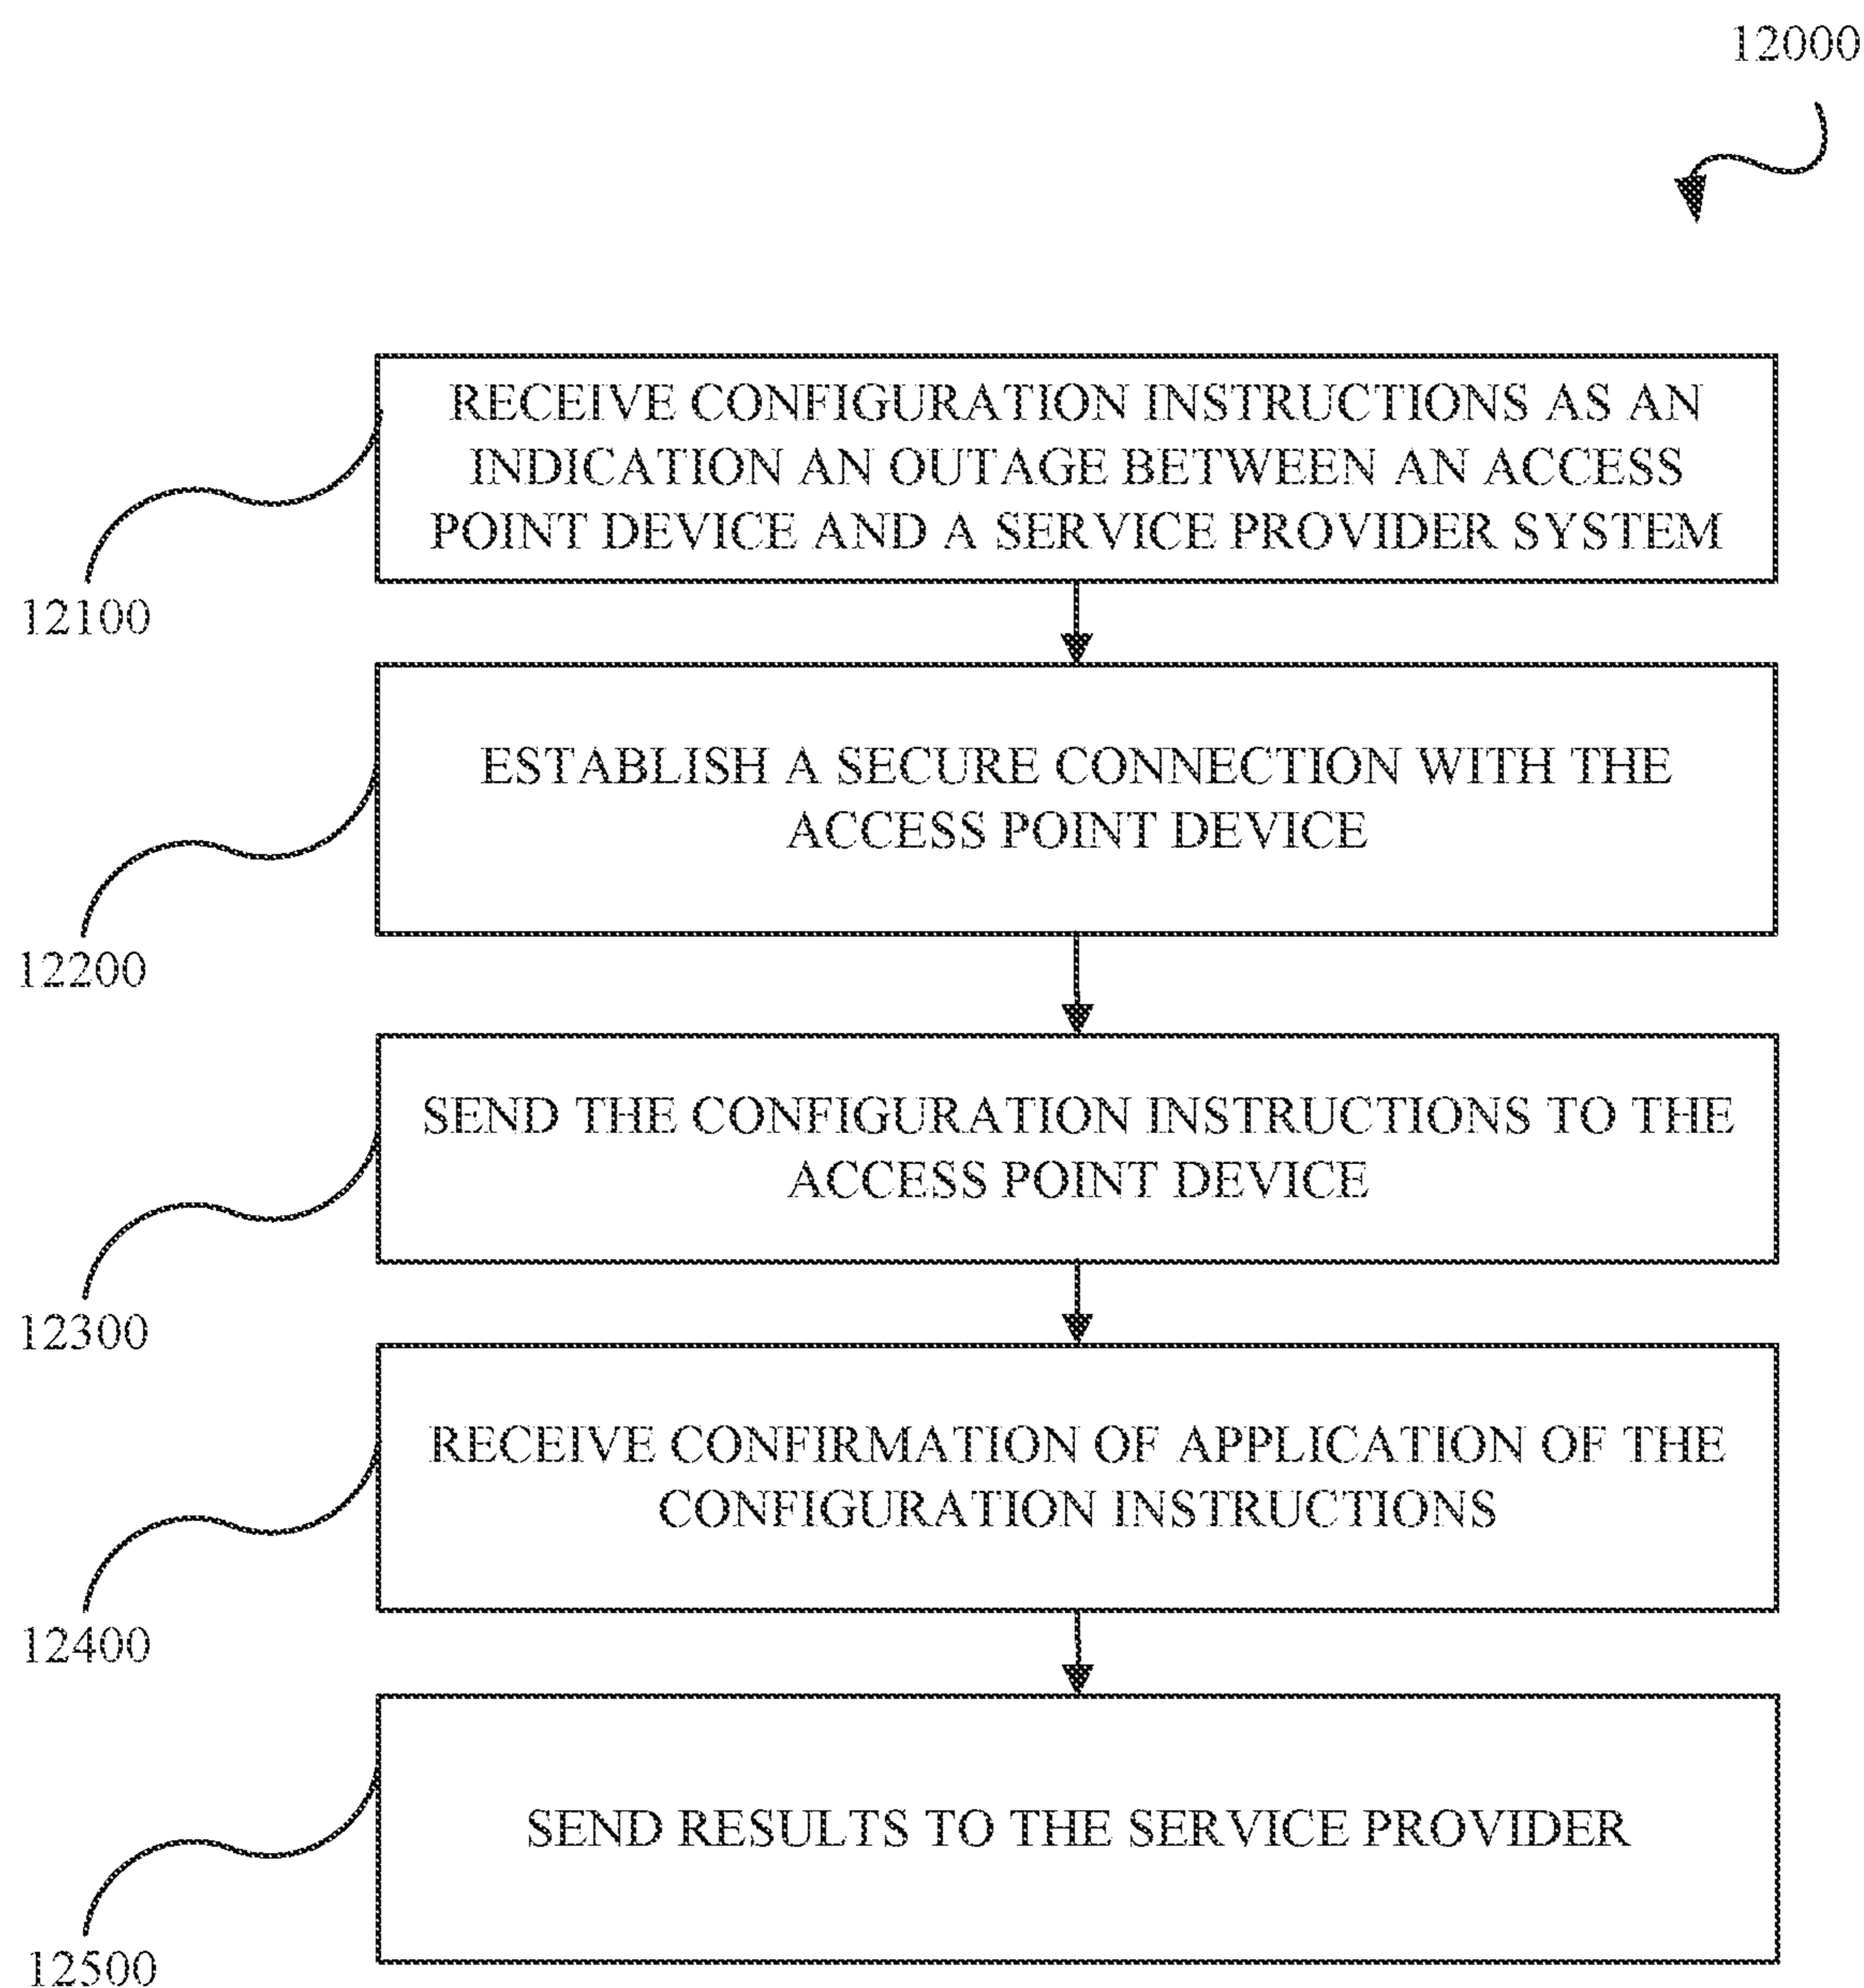 12000
RECEIVE CONFIGURATION INSTRUCTIONS AS AN
INDICATION AN OUTAGE BETWEEN AN ACCESS
POINT DEVICE AND A SERVICE PROVIDER SYSTEM
12100
ESTABLISH A SECURE CONNECTION WITH THE
ACCESS POINT DEVICE
12200
SEND THE CONFIGURATION INSTRUCTIONS TO THE
ACCESS POINT DEVICE
12300
RECEIVE CONFIRMATION OF APPLICATION OF THE
CONFIGURATION INSTRUCTIONS
12400
SEND RESULTS TO THE SERVICE PROVIDER
12500